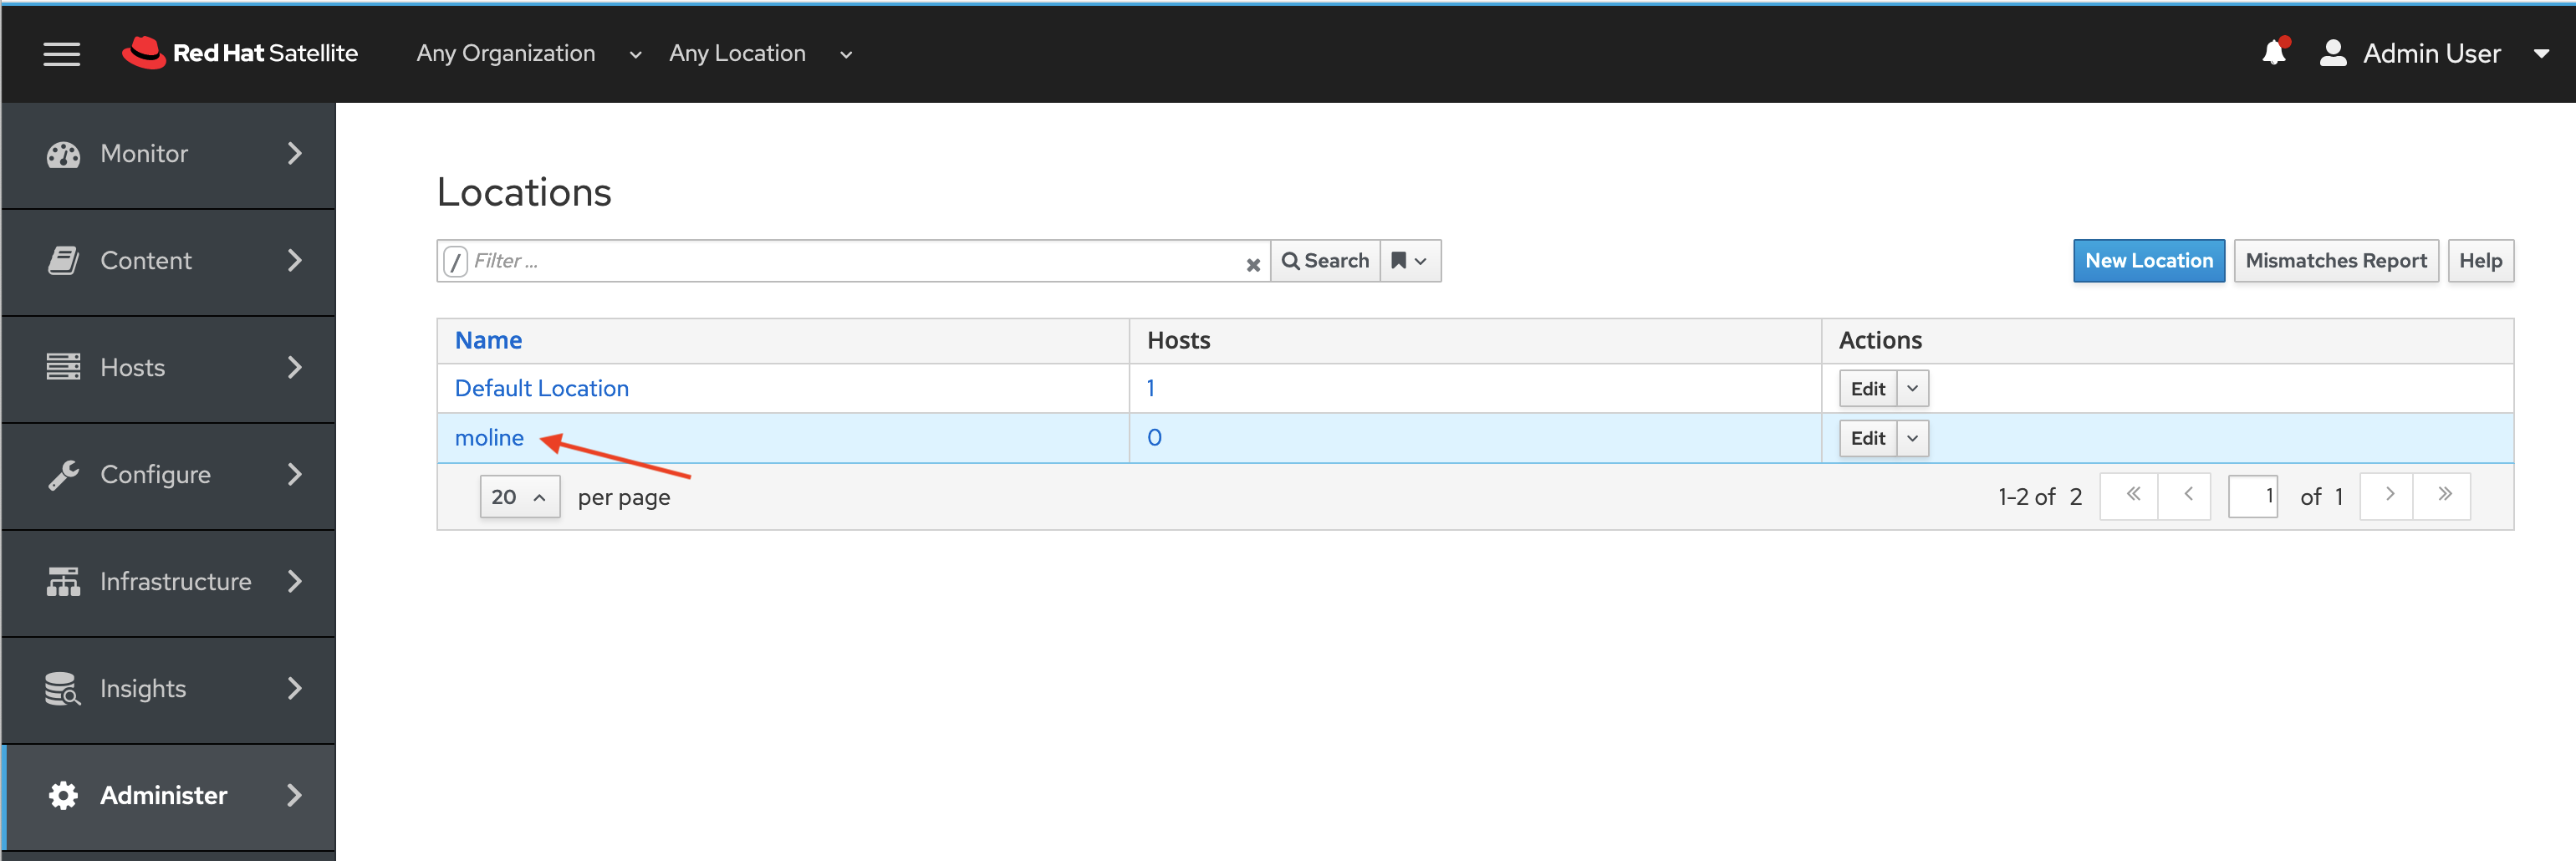 Red Hat Satellite Any Organization Any Location Admin User
Monitor
Content
Hosts
Configure
Infrastructure
Insights
Administer
Locations
/ Filter ... Search New Location Mismatches Report Help
Name Hosts Actions
Default Location 1 Edit
moline 0 Edit
20 per page 1-2 of 2 « < 1 of 1 > »